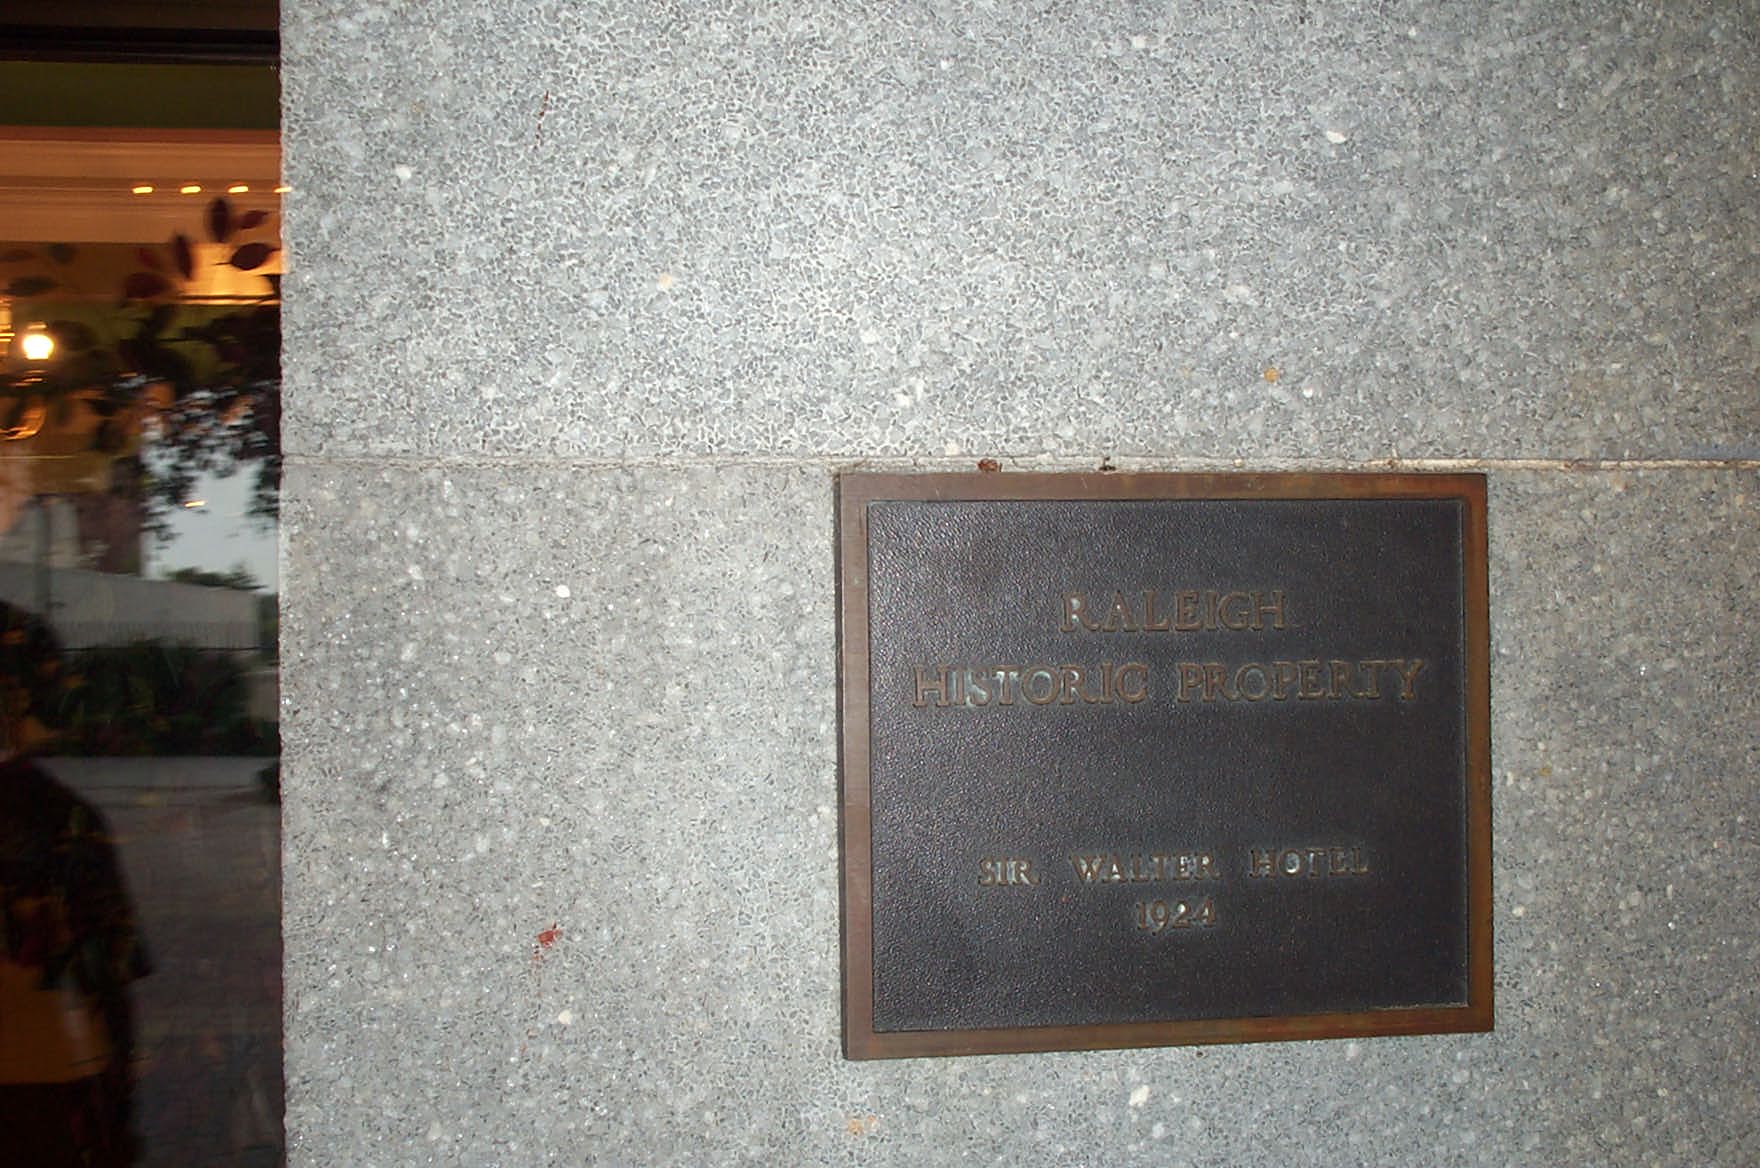 RALEIGH
HISTORIC PROPERTY
SIR WALTER HOTEL
1924